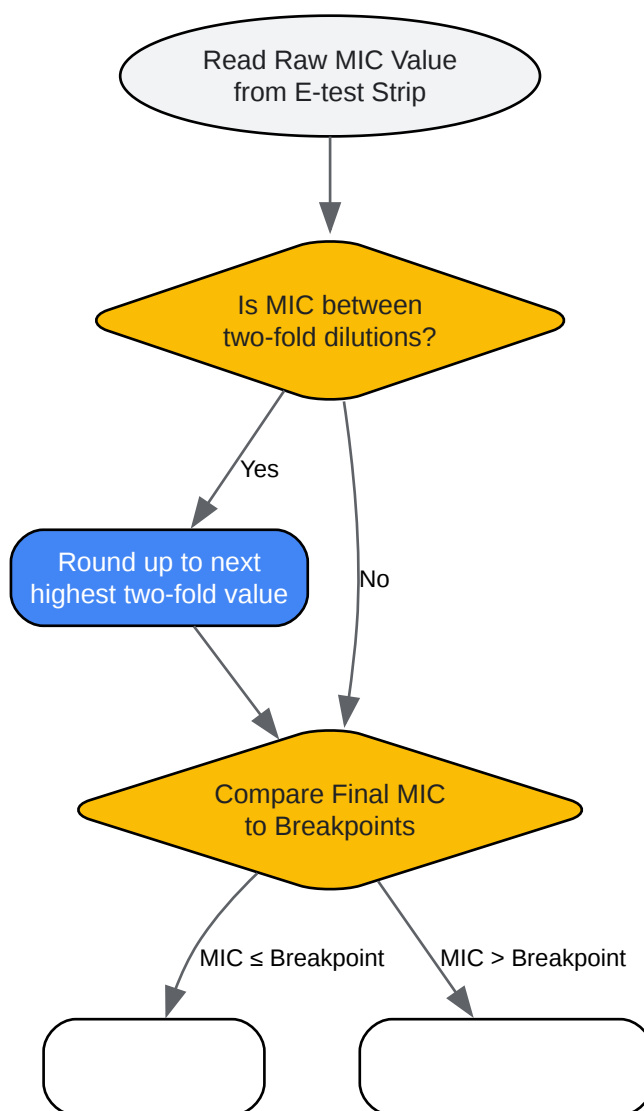 Read Raw MIC Value
from E-test Strip
Is MIC between
two-fold dilutions?
Yes
Round up to next
highest two-fold value
No
Compare Final MIC
to Breakpoints
MIC ≤ Breakpoint
MIC > Breakpoint